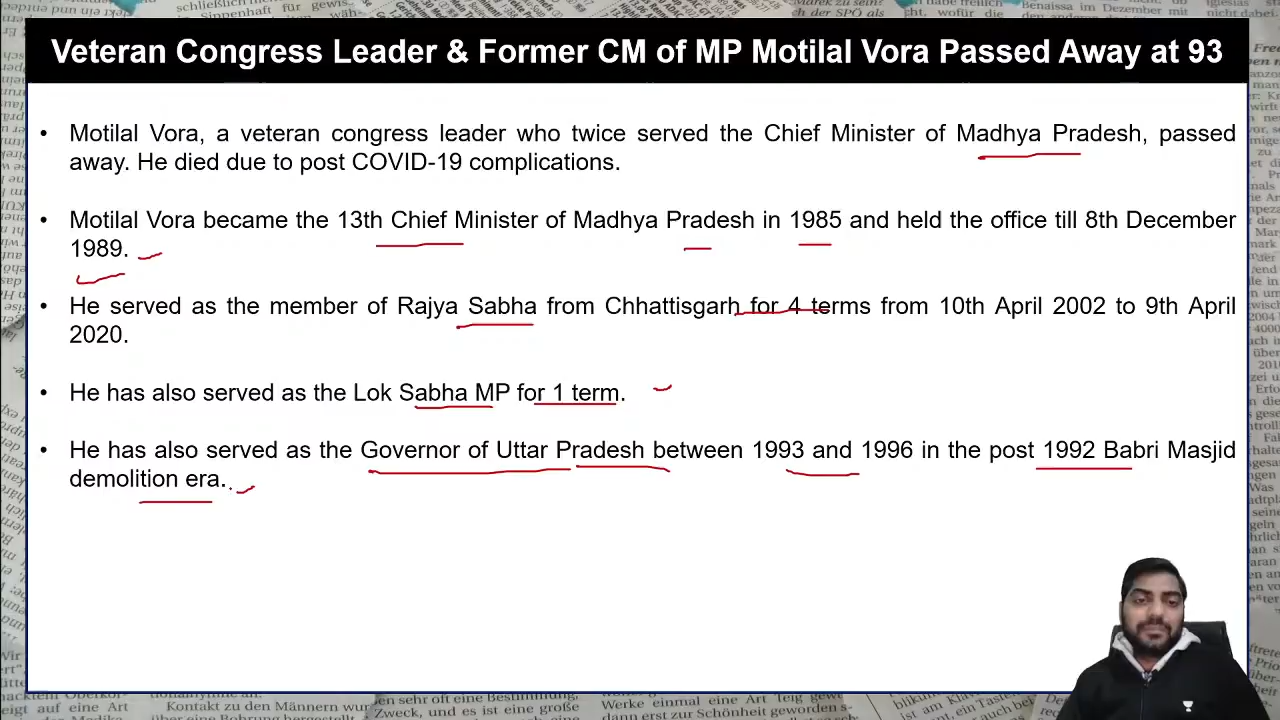 Veteran Congress Leader & Former CM of MP Motilal Vora Passed Away at 93
• Motilal Vora, a veteran congress leader who twice served the Chief Minister of Madhya Pradesh, passed
away. He died due to post COVID-19 complications.
• Motilal Vora became the 13th Chief Minister of Madhya Pradesh in 1985 and held the office till 8th December
1989.
• He served as the member of Rajya Sabha from Chhattisgarh for 4 terms from 10th April 2002 to 9th April
2020.
• He has also served as the Lok Sabha MP for 1 term.
• He has also served as the Governor of Uttar Pradesh between 1993 and 1996 in the post 1992 Babri Masjid
demolition era.